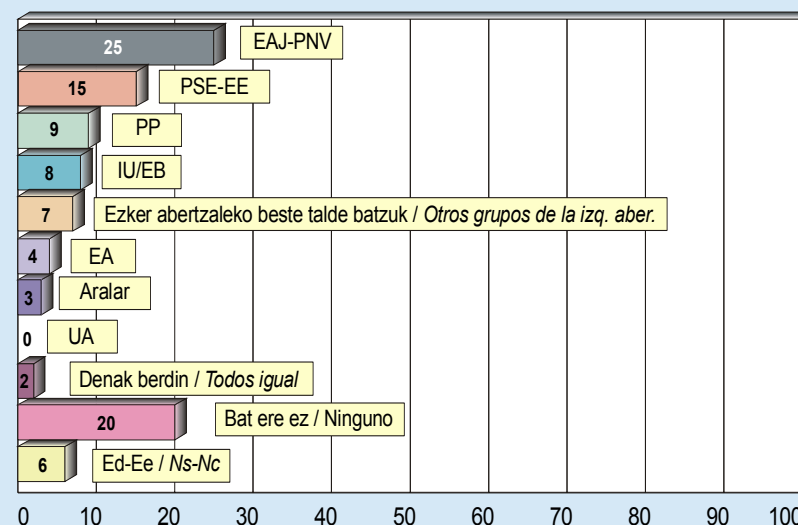 25 EAJ-PNV
15 PSE-EE
9 PP
8 IU/EB
7 Ezker abertzaleko beste talde batzuk / Otros grupos de la izq. aber.
4 EA
3 Aralar
0 UA
2 Denak berdin / Todos igual
20 Bat ere ez / Ninguno
6 Ed-Ee / Ns-Nc
0 10 20 30 40 50 60 70 80 90 100